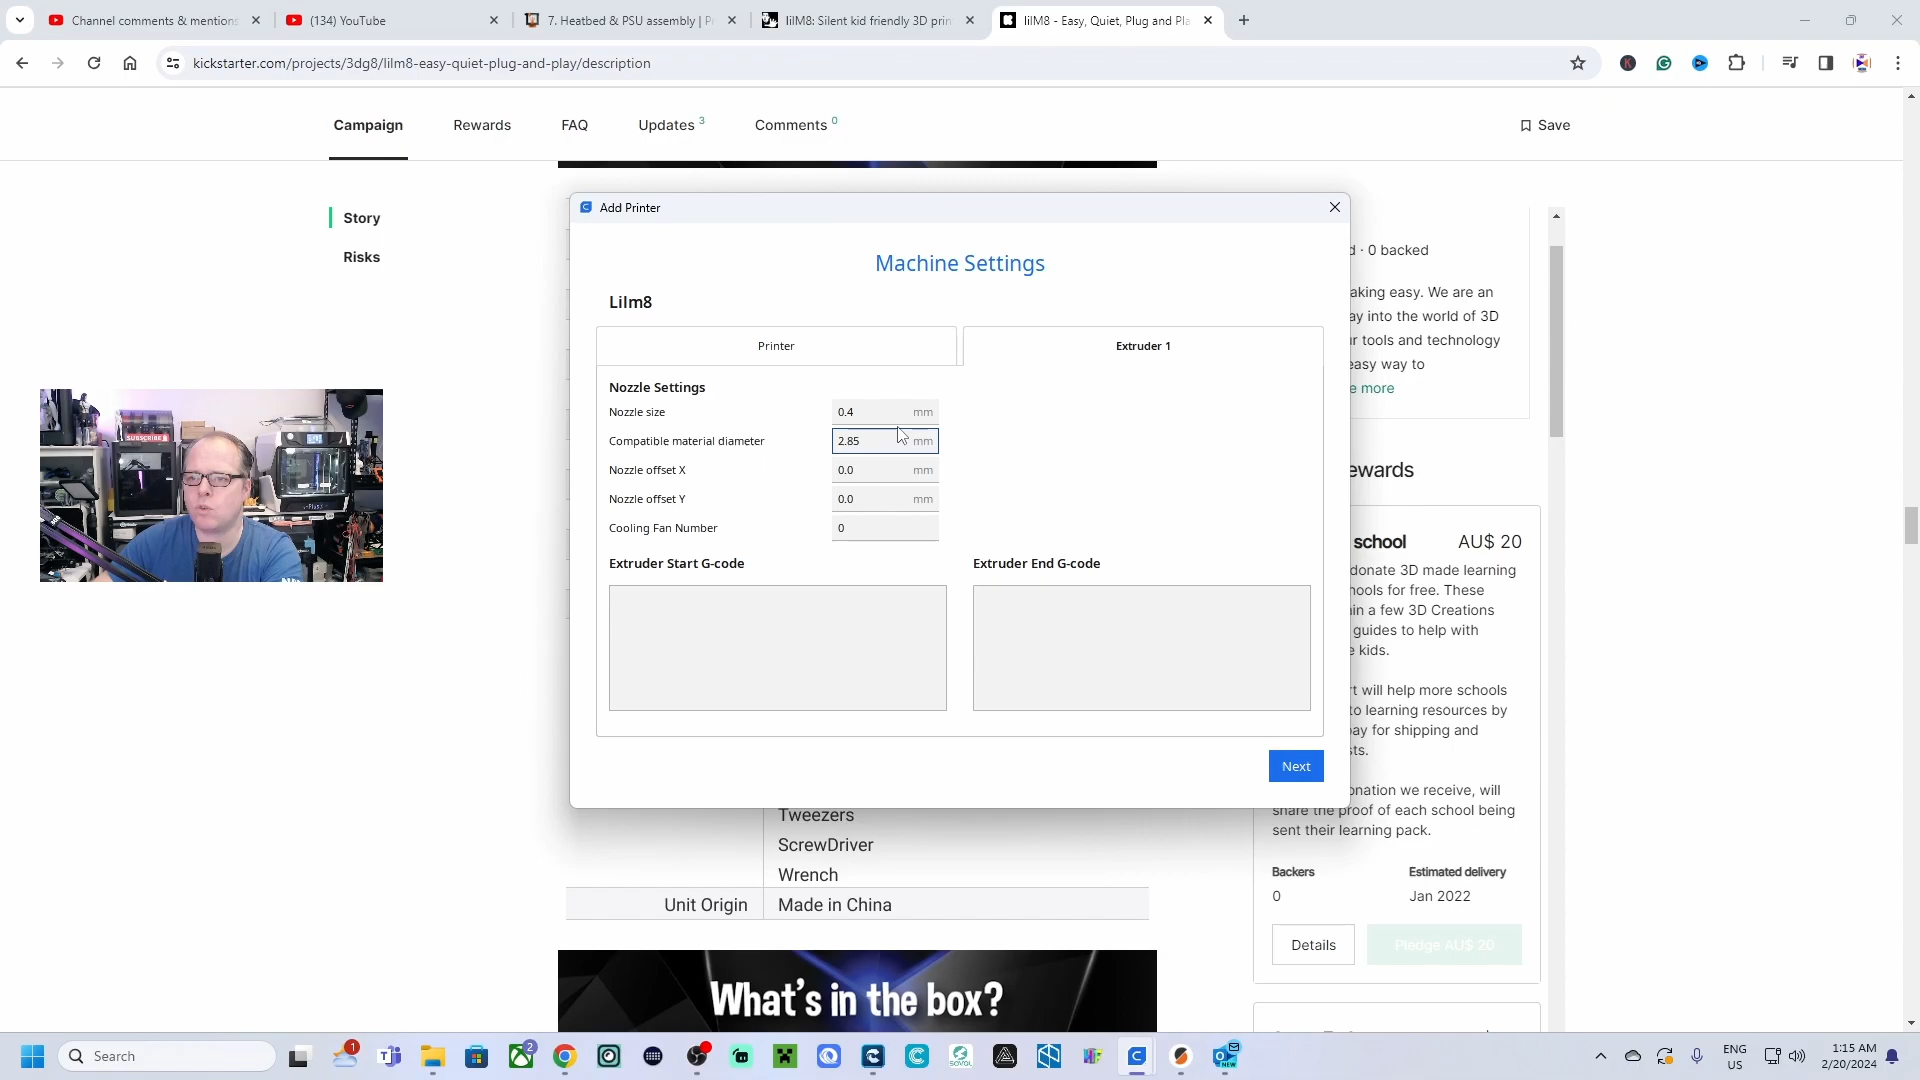 Channel comments & mentions
(134) YouTube
7. Heatbed & PSU assembly | P
lilM8: Silent kid friendly 3D prin
lilM8 - Easy, Quiet, Plug and Pla
kickstarter.com/projects/3dg8/lilm8-easy-quiet-plug-and-play/description
Campaign
Rewards
FAQ
Updates 3
Comments 0
Save
Story
Risks
Add Printer
Machine Settings
Lilm8
Printer
Extruder 1
Nozzle Settings
Nozzle size
0.4 mm
Compatible material diameter
2.85 mm
Nozzle offset X
0.0 mm
Nozzle offset Y
0.0 mm
Cooling Fan Number
0
Extruder Start G-code
Extruder End G-code
Next
d · 0 backed
aking easy. We are an
ay into the world of 3D
ur tools and technology
easy way to
e more
ewards
school
AU$ 20
donate 3D made learning
hools for free. These
in a few 3D Creations
guides to help with
e kids.
rt will help more schools
to learning resources by
pay for shipping and
sts.
onation we receive, will
share the proof of each school being
sent their learning pack.
Backers
Estimated delivery
0
Jan 2022
Details
Pledge AU$ 20
Tweezers
ScrewDriver
Wrench
Unit Origin
Made in China
What's in the box?
SUBSCRIBE
Search
1
2
NEW
ENG
US
1:15 AM
2/20/2024